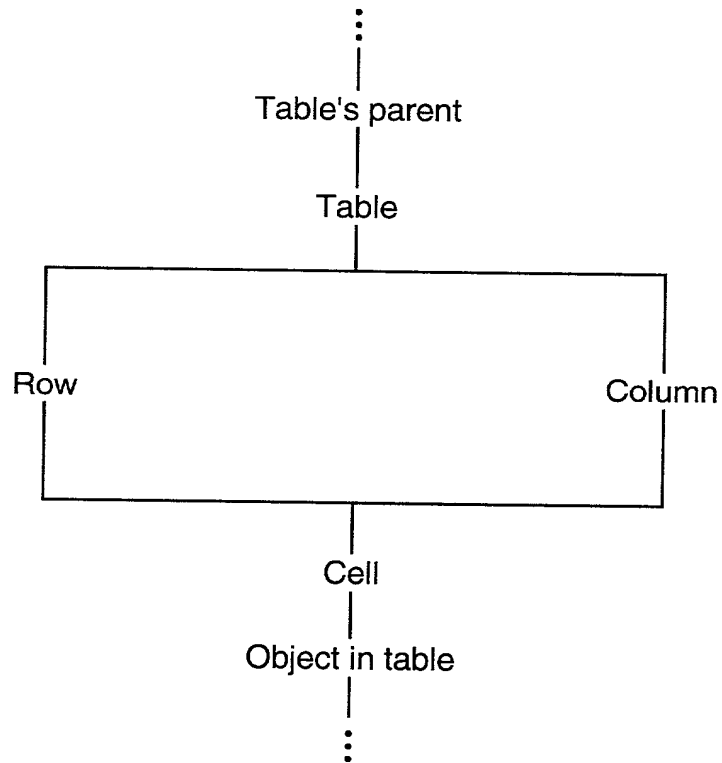 Table's parent
Table
Row
Column
Cell
Object in table